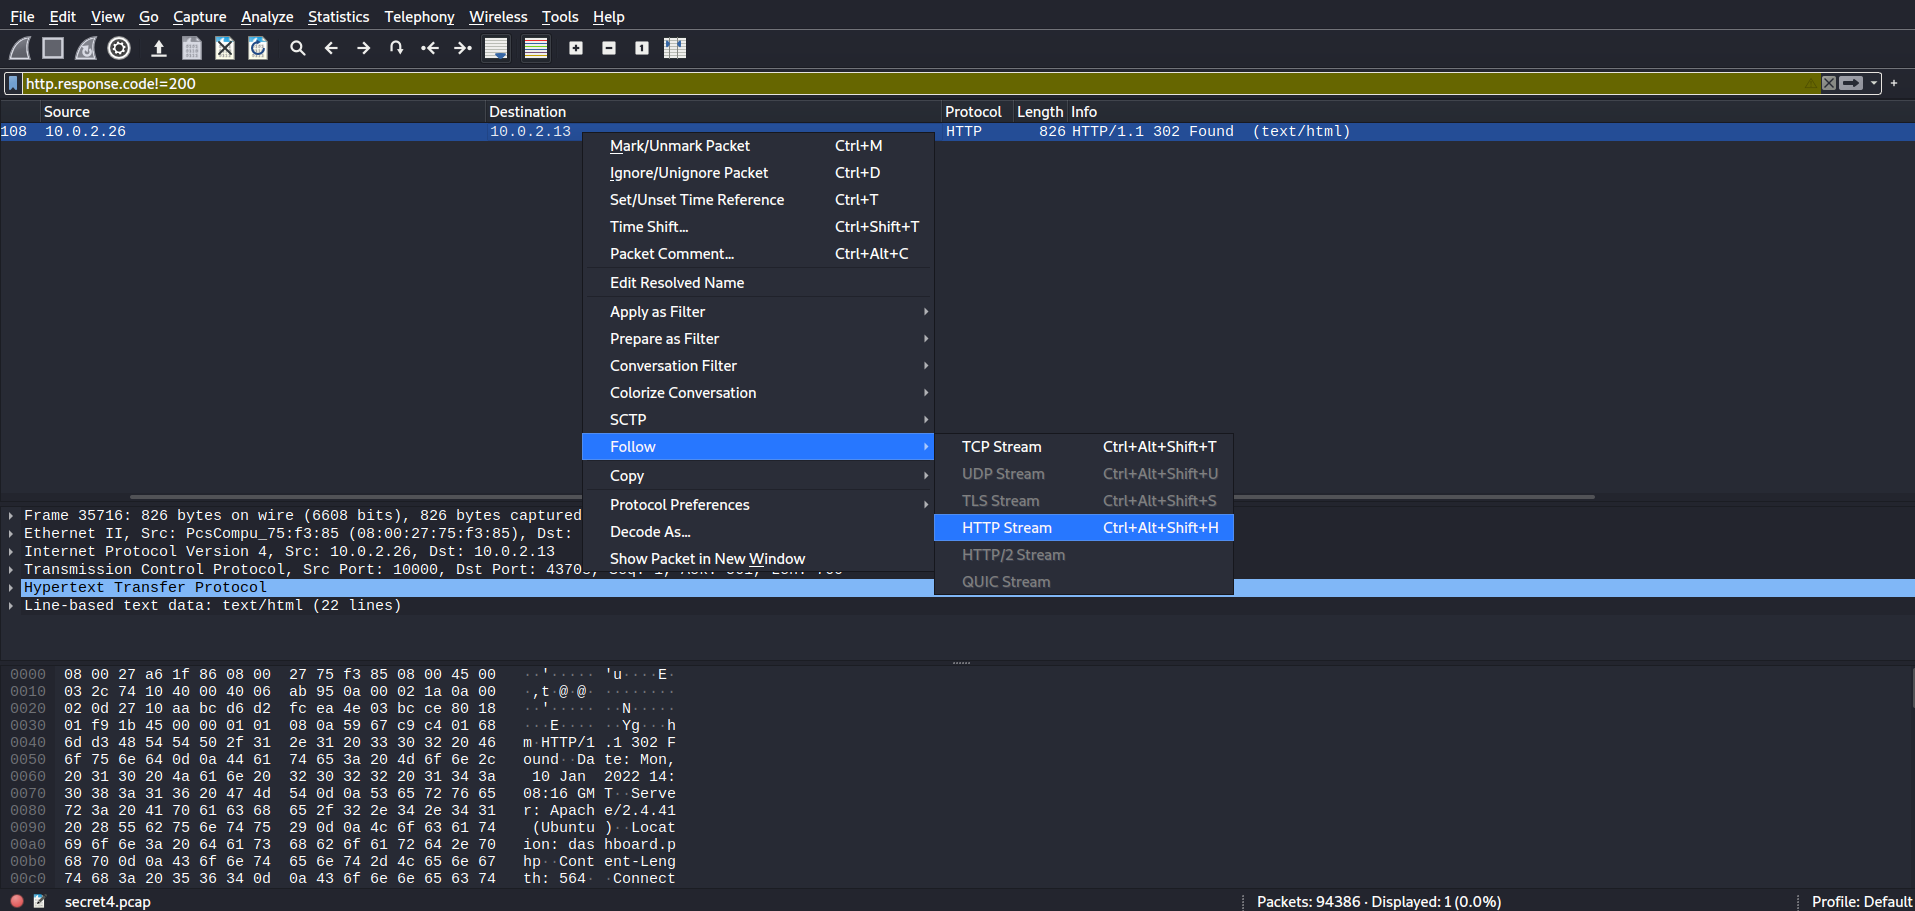 File Edit View Go Capture Analyze Statistics Telephony Wireless Tools Help
http.response.code!=200
Source Destination Protocol Length Info
108 10.0.2.26 10.0.2.13 HTTP 826 HTTP/1.1 302 Found (text/html)
Mark/Unmark Packet Ctrl+M
Ignore/Unignore Packet Ctrl+D
Set/Unset Time Reference Ctrl+T
Time Shift... Ctrl+Shift+T
Packet Comment... Ctrl+Alt+C
Edit Resolved Name
Apply as Filter
Prepare as Filter
Conversation Filter
Colorize Conversation
SCTP
Follow
Copy
Protocol Preferences
Decode As...
Show Packet in New Window
TCP Stream Ctrl+Alt+Shift+T
UDP Stream Ctrl+Alt+Shift+U
TLS Stream Ctrl+Alt+Shift+S
HTTP Stream Ctrl+Alt+Shift+H
HTTP/2 Stream
QUIC Stream
Frame 35716: 826 bytes on wire (6608 bits), 826 bytes captured
Ethernet II, Src: PcsCompu_75:f3:85 (08:00:27:75:f3:85), Dst:
Internet Protocol Version 4, Src: 10.0.2.26, Dst: 10.0.2.13
Transmission Control Protocol, Src Port: 10000, Dst Port:
Hypertext Transfer Protocol
Line-based text data: text/html (22 lines)
0000 08 00 27 a6 1f 86 08 00 27 75 f3 85 08 00 45 00 ··'····· 'u····E·
0010 03 2c 74 10 40 00 40 06 ab 95 0a 00 02 1a 0a 00 ·,t·@·@· ········
0020 02 0d 27 10 aa bc d6 d2 fc ea 4e 03 bc ce 80 18 ··'····· ··N·····
0030 01 f9 1b 45 00 00 01 01 08 0a 59 67 c9 c4 01 68 ···E···· ··Yg···h
0040 6d d3 48 54 54 50 2f 31 2e 31 20 33 30 32 20 46 m·HTTP/1 .1 302 F
0050 6f 75 6e 64 0d 0a 44 61 74 65 3a 20 4d 6f 6e 2c ound··Da te: Mon,
0060 20 31 30 20 4a 61 6e 20 32 30 32 32 20 31 34 3a 10 Jan 2022 14:
0070 30 38 3a 31 36 20 47 4d 54 0d 0a 53 65 72 76 65 08:16 GM T··Serve
0080 72 3a 20 41 70 61 63 68 65 2f 32 2e 34 2e 34 31 r: Apach e/2.4.41
0090 20 28 55 62 75 6e 74 75 29 0d 0a 4c 6f 63 61 74 (Ubuntu )··Locat
00a0 69 6f 6e 3a 20 64 61 73 68 62 6f 61 72 64 2e 70 ion: das hboard.p
00b0 68 70 0d 0a 43 6f 6e 74 65 6e 74 2d 4c 65 6e 67 hp··Cont ent-Leng
00c0 74 68 3a 20 35 36 34 0d 0a 43 6f 6e 6e 65 63 74 th: 564· ·Connect
secret4.pcap Packets: 94386 · Displayed: 1 (0.0%) Profile: Default